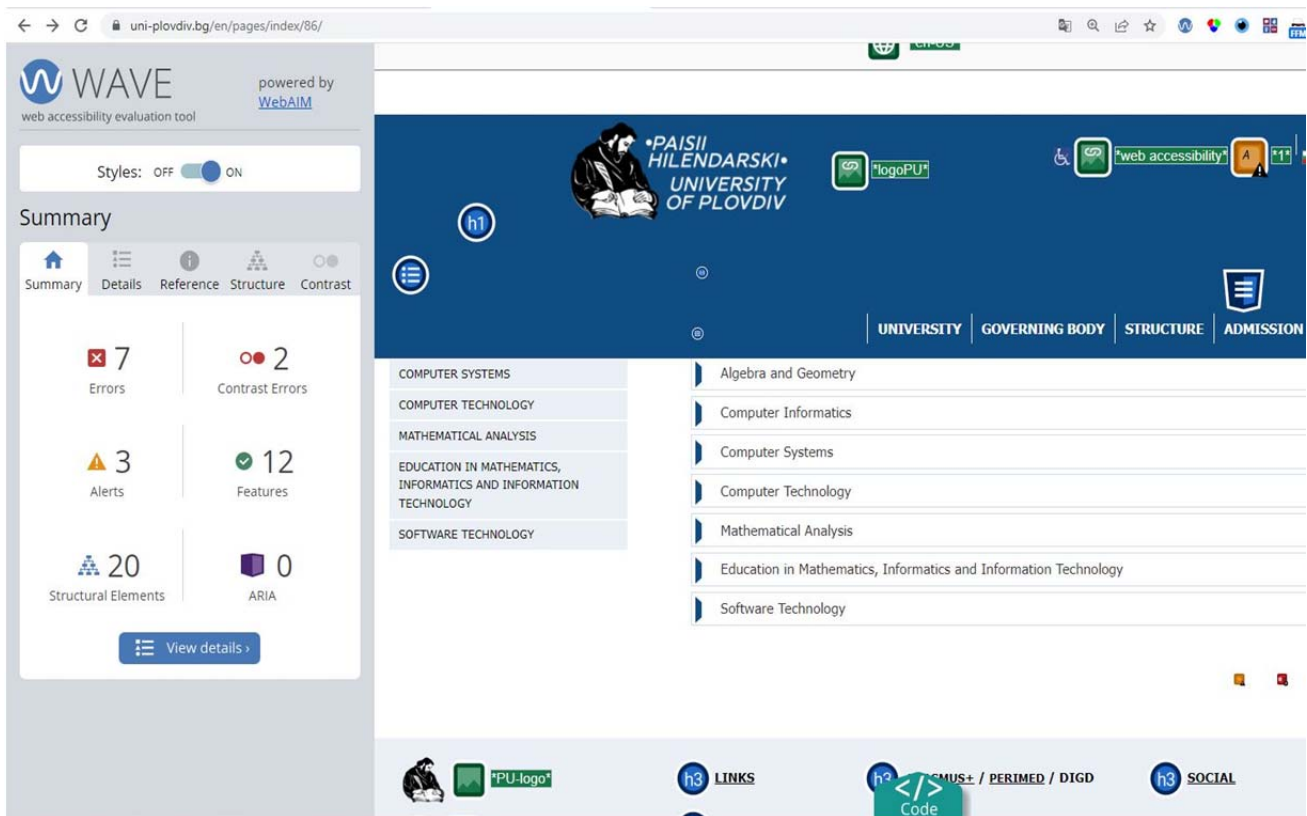 uni-plovdiv.bg/en/pages/index/86/
FFM
WAVE
web accessibility evaluation tool
powered by
WebAIM
Styles: OFF ON
Summary
Summary Details Reference Structure Contrast
7
Errors
2
Contrast Errors
3
Alerts
12
Features
20
Structural Elements
0
ARIA
View details ›
en-US
•PAISII
HILENDARSKI•
UNIVERSITY
OF PLOVDIV
*logoPU*
*web accessibility*
A
*1*
h1
UNIVERSITY GOVERNING BODY STRUCTURE ADMISSION
COMPUTER SYSTEMS
COMPUTER TECHNOLOGY
MATHEMATICAL ANALYSIS
EDUCATION IN MATHEMATICS,
INFORMATICS AND INFORMATION
TECHNOLOGY
SOFTWARE TECHNOLOGY
Algebra and Geometry
Computer Informatics
Computer Systems
Computer Technology
Mathematical Analysis
Education in Mathematics, Informatics and Information Technology
Software Technology
*PU-logo*
h3 LINKS
h3 / PERIMED / DIGD
h3 SOCIAL
</>
Code